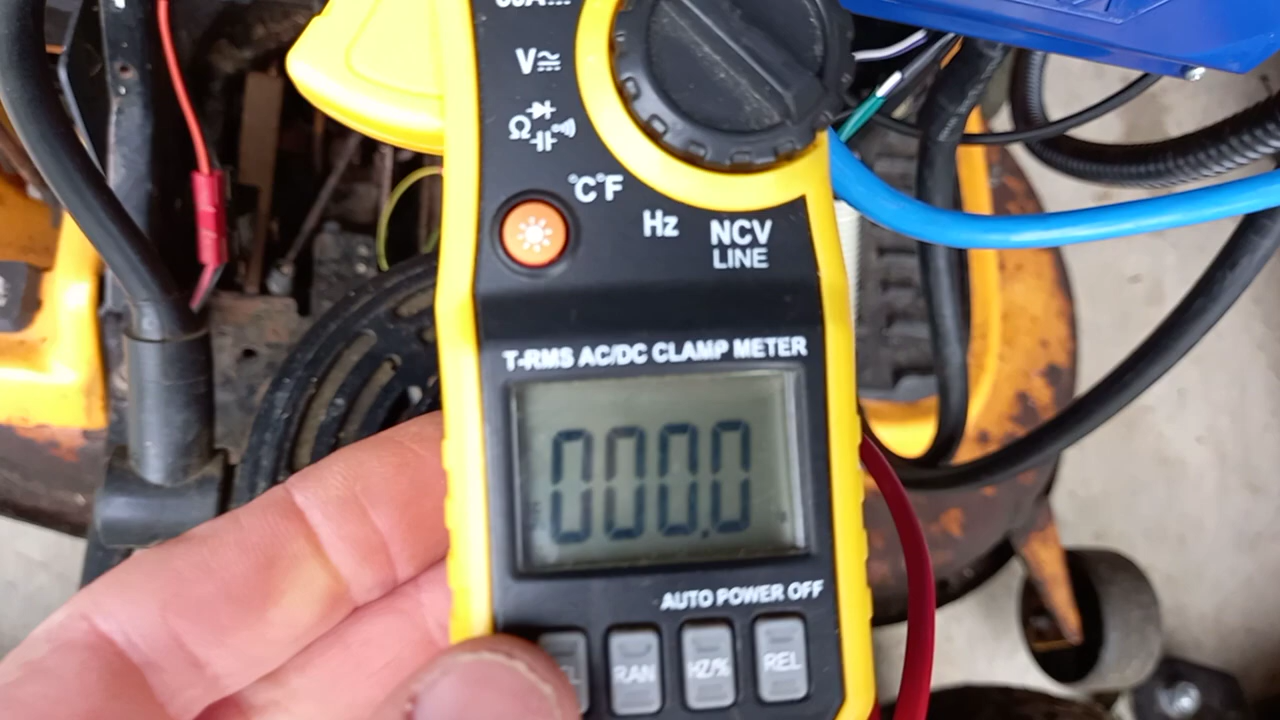 V
Ω
°C°F
Hz
NCV
LINE
T-RMS AC/DC CLAMP METER
000.0
AUTO POWER OFF
RAN
HZ/%
REL